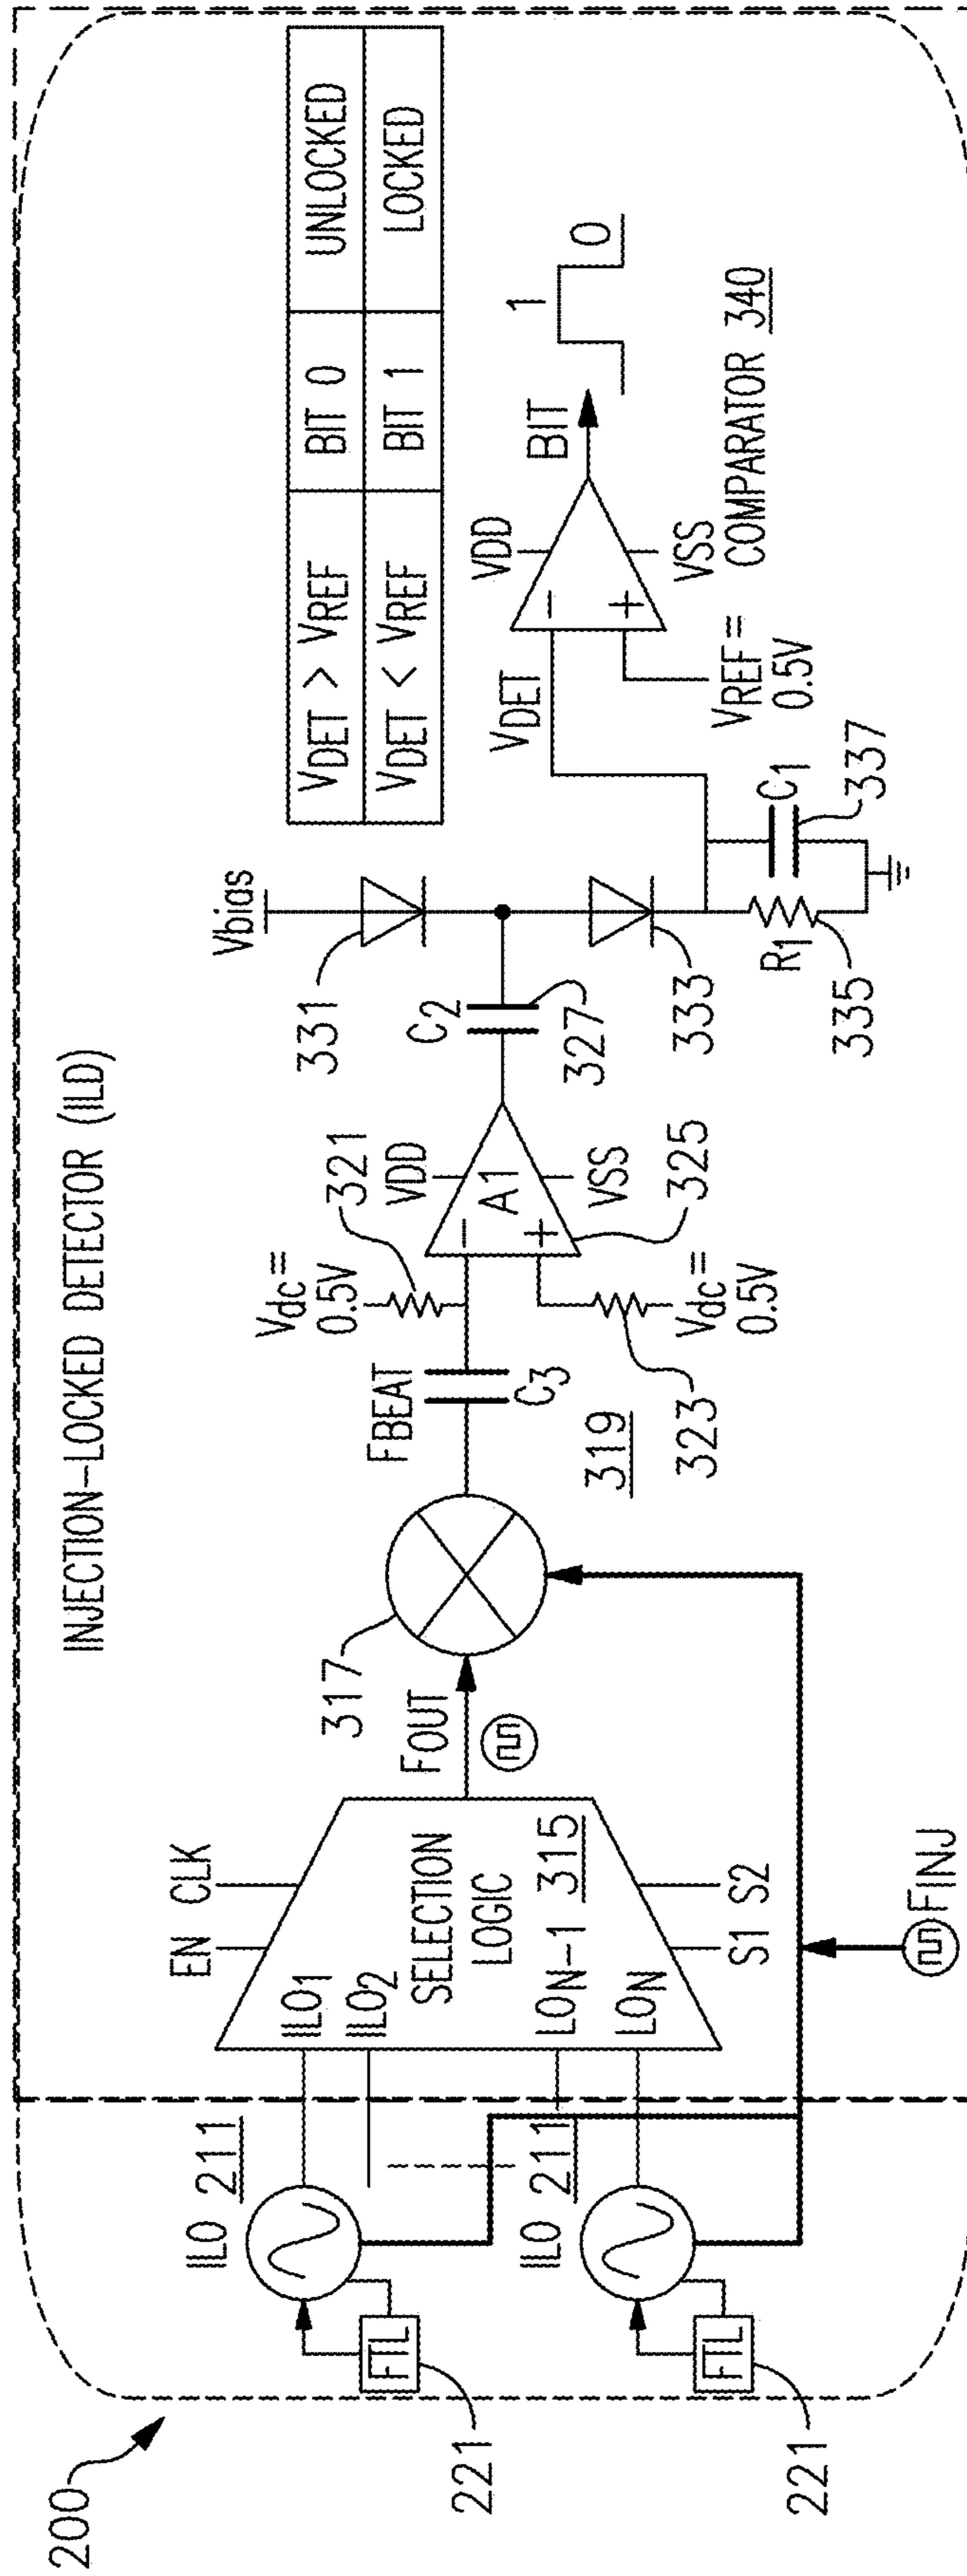 INJECTION-LOCKED DETECTOR (ILD)
200
ILO 211
FTL
221
ILO 211
FTL
221
EN CLK
ILO1
ILO2
SELECTION
LOGIC 315
LON-1
LON
S1 S2
FINJ
FOUT
317
FBEAT
C3
319
Vdc=
0.5V
321
Vdc=
0.5V
323
VDD
A1
−
+
VSS
325
C2
327
Vbias
331
333
R1
335
C1
337
VDET
VREF=
0.5V
VDD
−
+
VSS
COMPARATOR 340
BIT
1
0
VDET > VREF BIT 0 UNLOCKED
VDET < VREF BIT 1 LOCKED